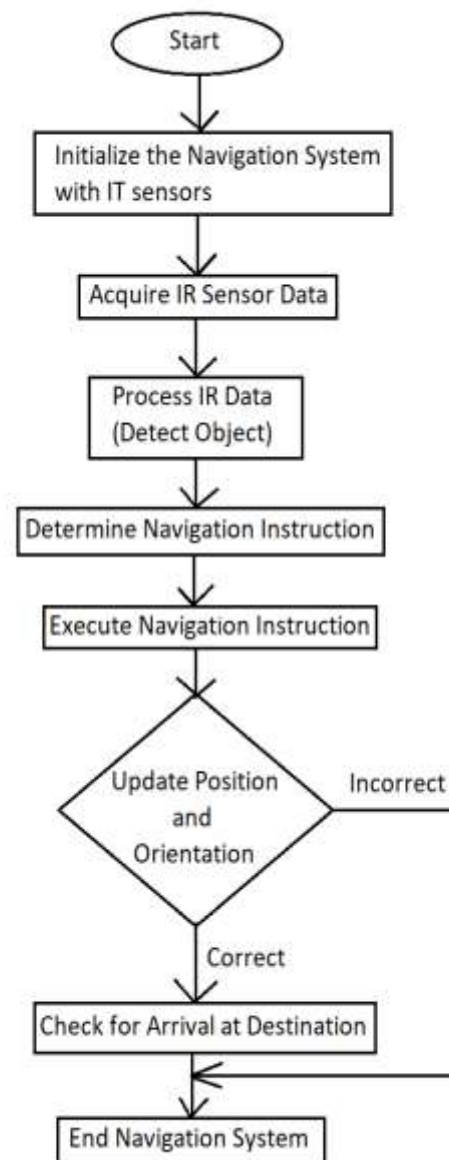 Start
Initialize the Navigation System
with IT sensors
Acquire IR Sensor Data
Process IR Data
(Detect Object)
Determine Navigation Instruction
Execute Navigation Instruction
Update Position
and
Orientation
Incorrect
Correct
Check for Arrival at Destination
End Navigation System